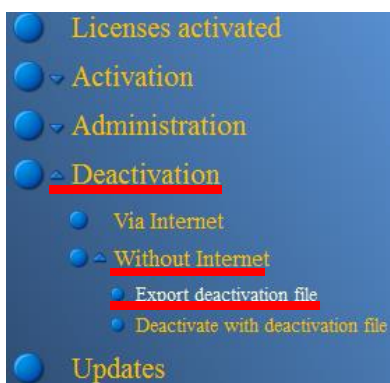 Licenses activated
Activation
Administration
Deactivation
Via Internet
Without Internet
Export deactivation file
Deactivate with deactivation file
Updates